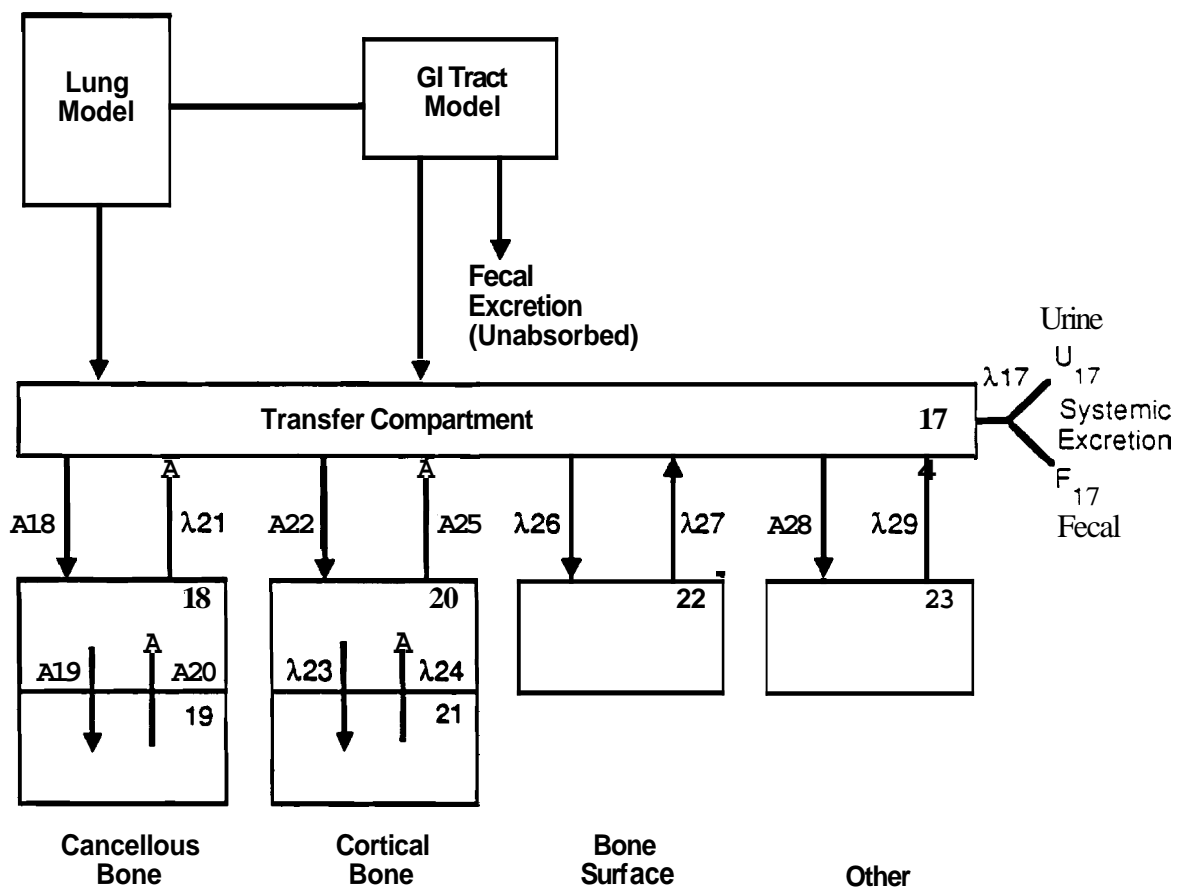 Lung
Model
GI Tract
Model
Fecal
Excretion
(Unabsorbed)
Transfer Compartment
17
λ17
Urine
U17
Systemic
Excretion
F17
Fecal
A18
A
λ21
A22
A
A25
λ26
λ27
A28
4
λ29
18
A19
A
A20
19
20
λ23
A
λ24
21
22
23
Cancellous
Bone
Cortical
Bone
Bone
Surface
Other